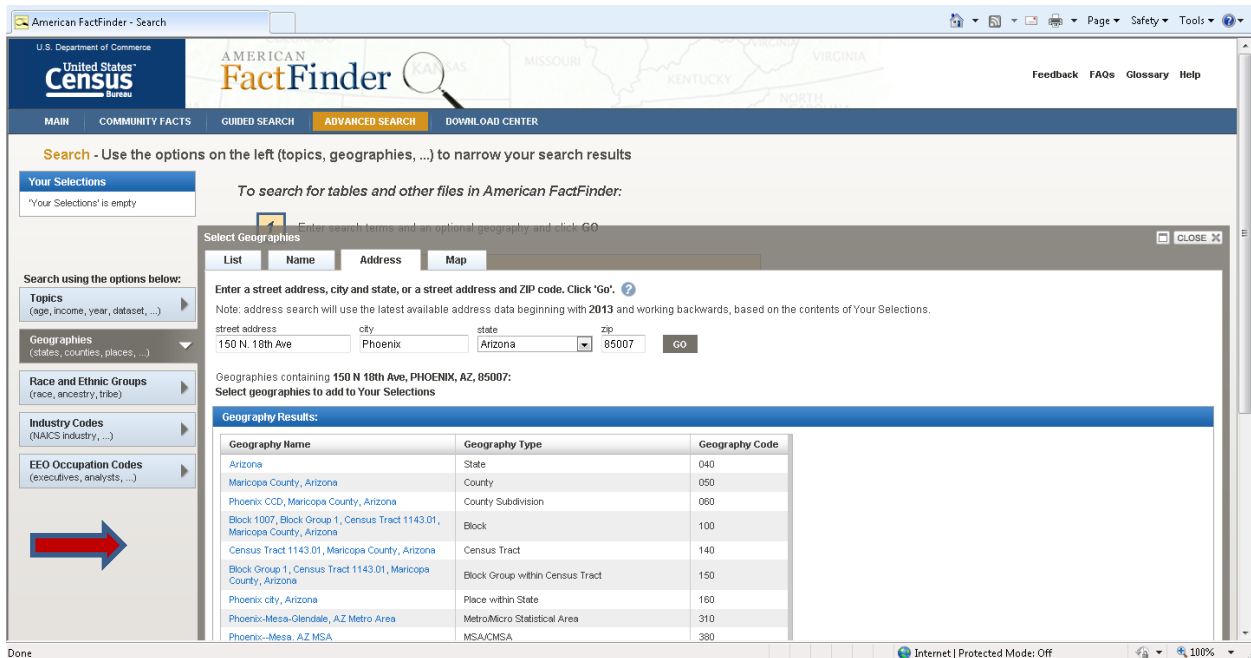 American FactFinder - Search
Page Safety Tools
U.S. Department of Commerce
United States™
Census
Bureau
AMERICAN
FactFinder
KANSAS
MISSOURI
KENTUCKY
VIRGINIA
VIRGINIA
NORTH
CAROLINA
Feedback FAQs Glossary Help
MAIN COMMUNITY FACTS GUIDED SEARCH ADVANCED SEARCH DOWNLOAD CENTER
Search - Use the options on the left (topics, geographies, ...) to narrow your search results
Your Selections
'Your Selections' is empty
To search for tables and other files in American FactFinder:
1 Enter search terms and an optional geography and click GO
Search using the options below:
Topics
(age, income, year, dataset, ...)
Geographies
(states, counties, places, ...)
Race and Ethnic Groups
(race, ancestry, tribe)
Industry Codes
(NAICS industry, ...)
EEO Occupation Codes
(executives, analysts, ...)
Select Geographies
CLOSE X
List Name Address Map
Enter a street address, city and state, or a street address and ZIP code. Click 'Go'. ?
Note: address search will use the latest available address data beginning with 2013 and working backwards, based on the contents of Your Selections.
street address city state zip
150 N. 18th Ave Phoenix Arizona 85007 GO
Geographies containing 150 N 18th Ave, PHOENIX, AZ, 85007:
Select geographies to add to Your Selections
Geography Results:
Geography Name Geography Type Geography Code
Arizona State 040
Maricopa County, Arizona County 050
Phoenix CCD, Maricopa County, Arizona County Subdivision 060
Block 1007, Block Group 1, Census Tract 1143.01,
Maricopa County, Arizona Block 100
Census Tract 1143.01, Maricopa County, Arizona Census Tract 140
Block Group 1, Census Tract 1143.01, Maricopa
County, Arizona Block Group within Census Tract 150
Phoenix city, Arizona Place within State 160
Phoenix-Mesa-Glendale, AZ Metro Area Metro/Micro Statistical Area 310
Phoenix--Mesa, AZ MSA MSA/CMSA 380
Done Internet | Protected Mode: Off 100%